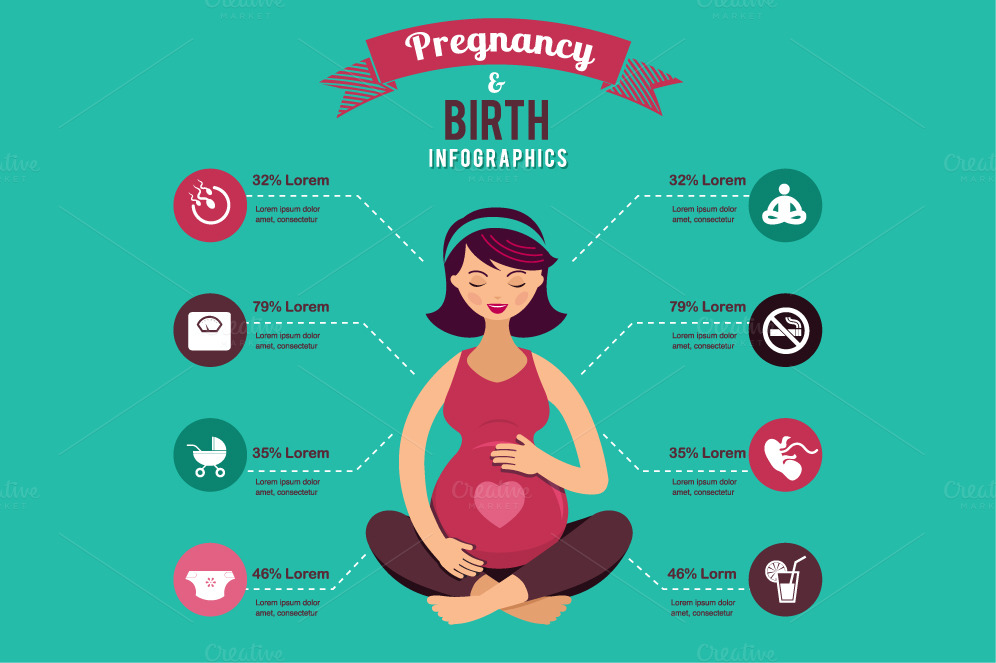 Pregnancy
&
BIRTH
INFOGRAPHICS
32% Lorem
Lorem ipsum dolor
amet, consectetur
79% Lorem
Lorem ipsum dolor
amet, consectetur
35% Lorem
Lorem ipsum dolor
amet, consectetur
46% Lorem
Lorem ipsum dolor
amet, consectetur
32% Lorem
Lorem ipsum dolor
amet, consectetur
79% Lorem
Lorem ipsum dolor
amet, consectetur
35% Lorem
Lorem ipsum dolor
amet, consectetur
46% Lorm
Lorem ipsum dolor
amet, consectetur
Creative
MARKET